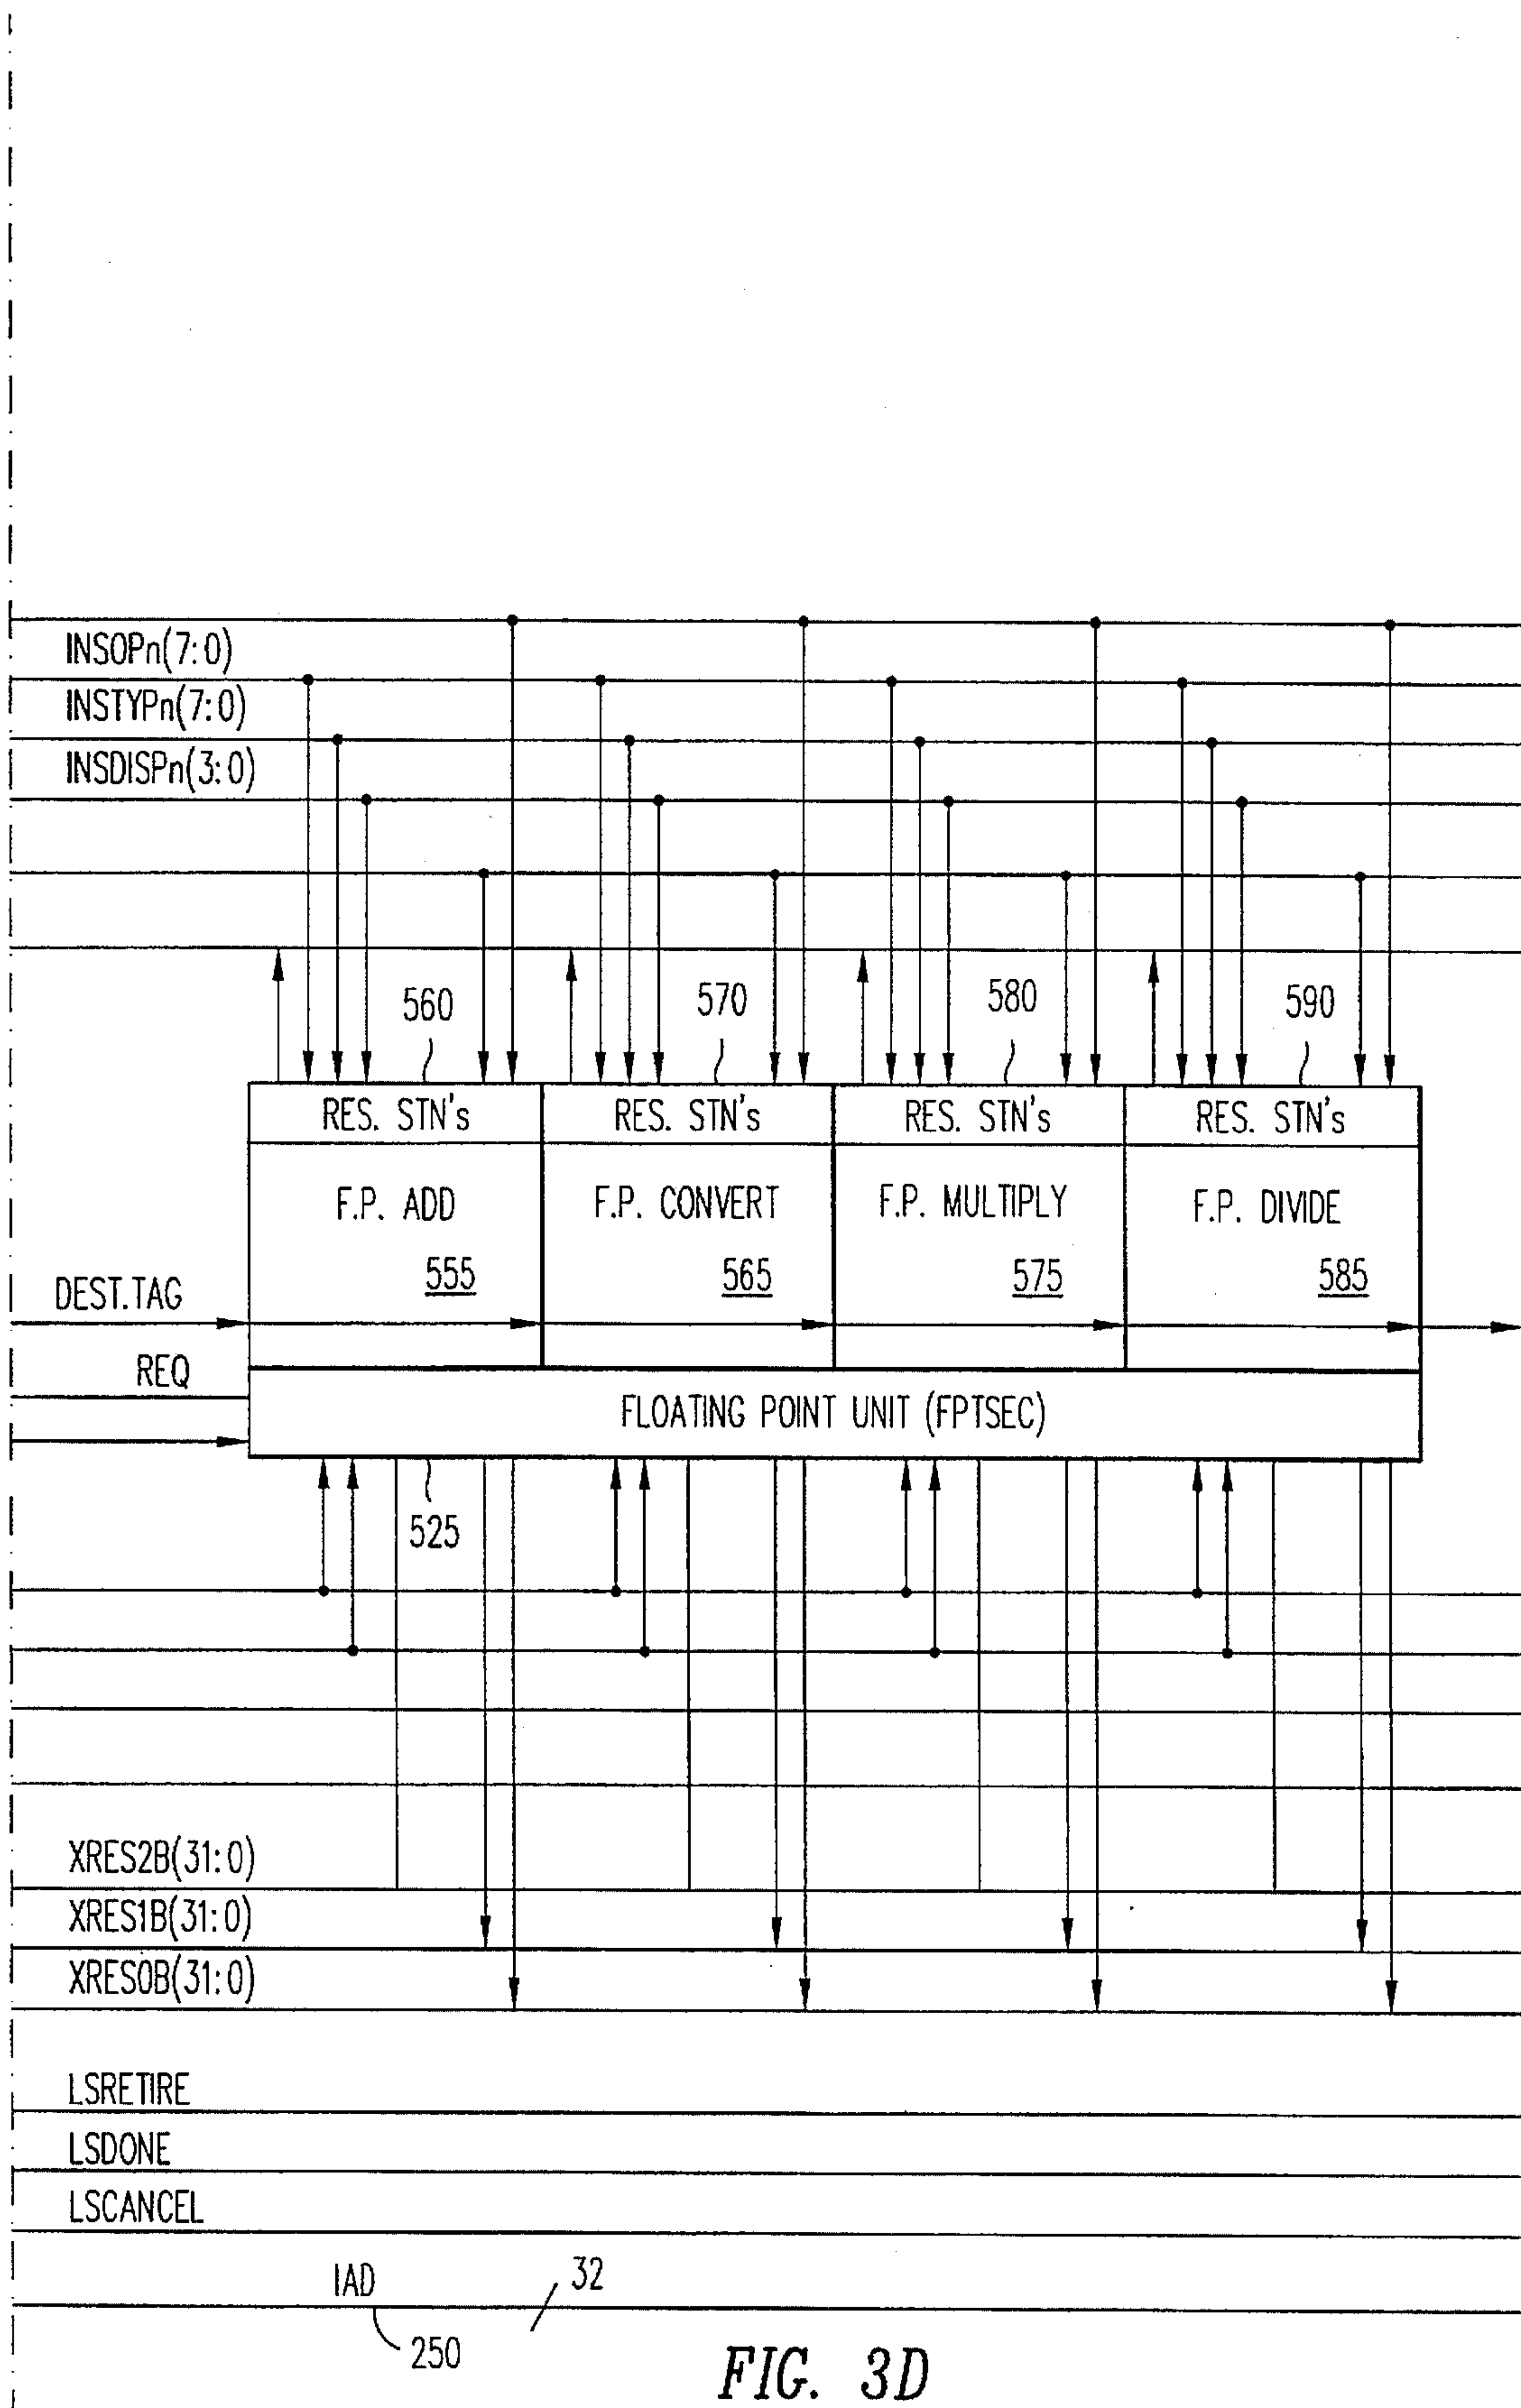 INSOPn(7:0)
INSTYPn(7:0)
INSDISPn(3:0)
560 570 580 590
RES. STN's RES. STN's RES. STN's RES. STN's
F.P. ADD F.P. CONVERT F.P. MULTIPLY F.P. DIVIDE
555 565 575 585
DEST.TAG
REQ
FLOATING POINT UNIT (FPTSEC)
525
XRES2B(31:0)
XRES1B(31:0)
XRES0B(31:0)
LSRETIRE
LSDONE
LSCANCEL
IAD 32
250
FIG. 3D